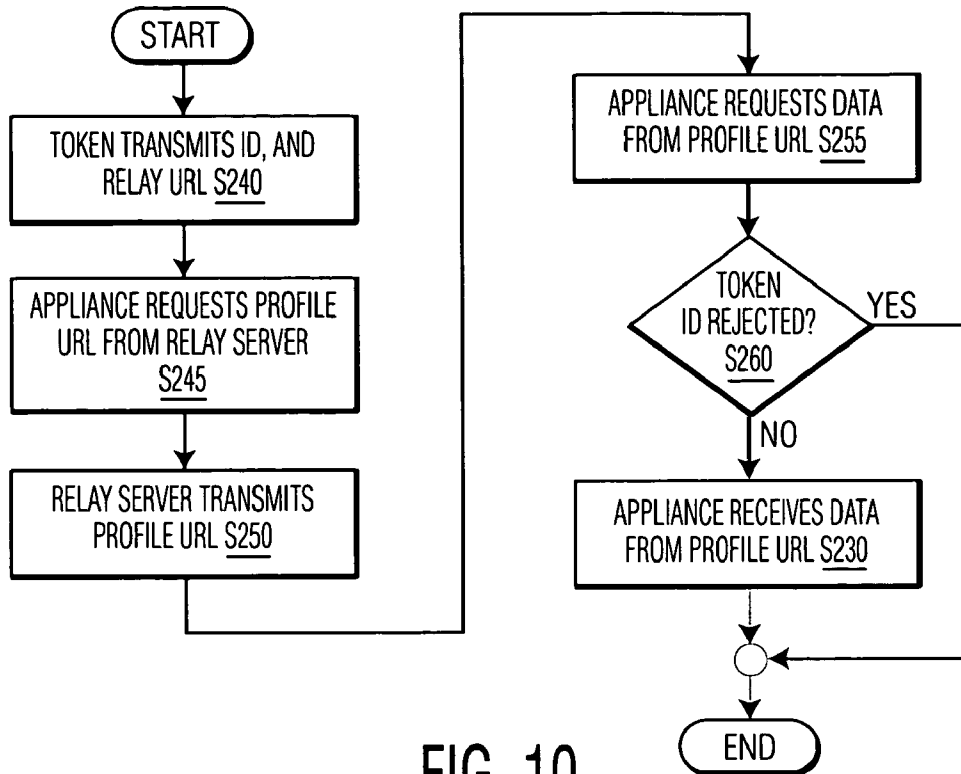 START
TOKEN TRANSMITS ID, AND
RELAY URL S240
APPLIANCE REQUESTS PROFILE
URL FROM RELAY SERVER
S245
RELAY SERVER TRANSMITS
PROFILE URL S250
APPLIANCE REQUESTS DATA
FROM PROFILE URL S255
TOKEN
ID REJECTED?
S260
YES
NO
APPLIANCE RECEIVES DATA
FROM PROFILE URL S230
END
FIG. 10